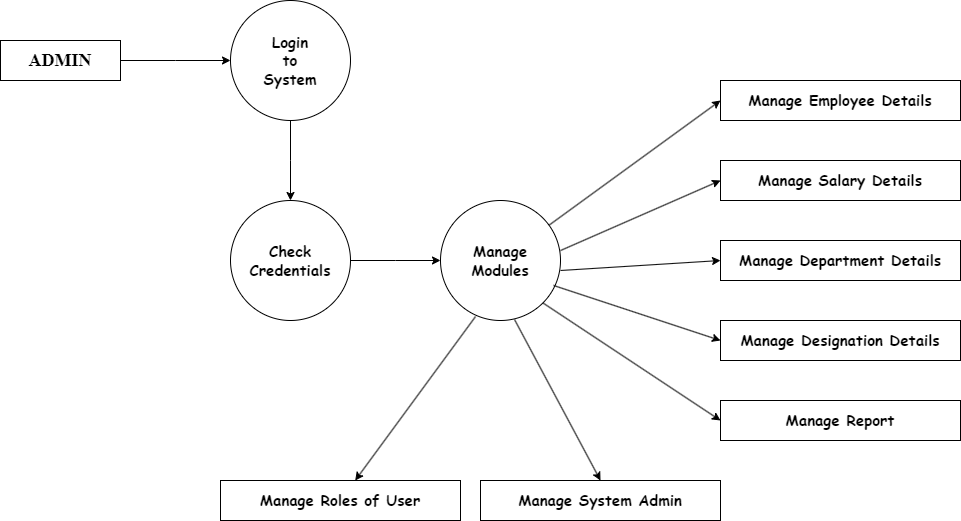 ADMIN
Login
to
System
Manage Employee Details
Manage Salary Details
Check
Credentials
Manage
Modules
Manage Department Details
Manage Designation Details
Manage Report
Manage Roles of User
Manage System Admin